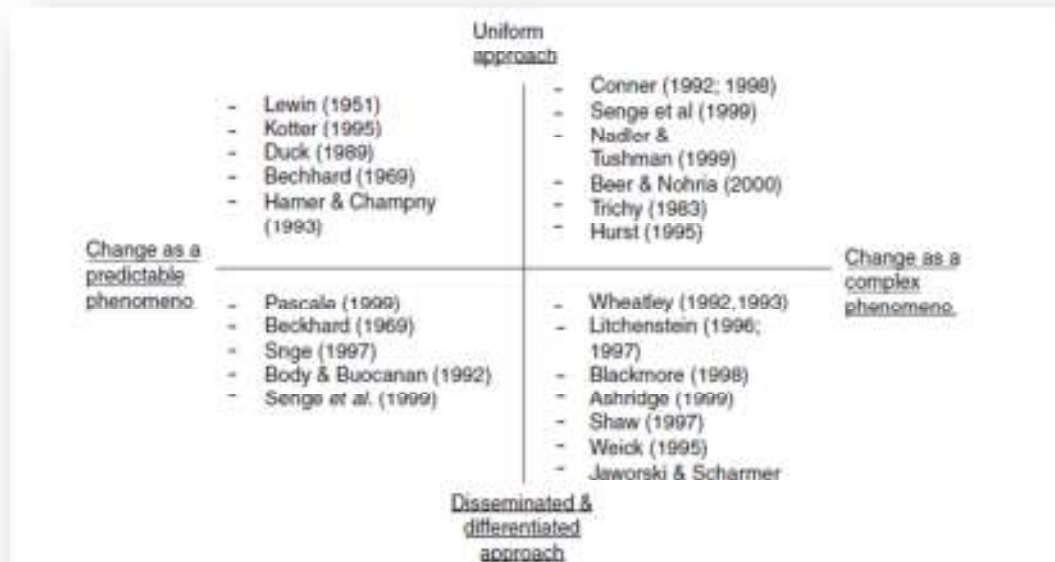 Uniform
approach
- Lewin (1951)
- Kotter (1995)
- Duck (1989)
- Bechhard (1969)
- Hamer & Champny
(1993)
- Conner (1992; 1998)
- Senge et al (1999)
- Nadler &
Tushman (1999)
- Beer & Nohria (2000)
- Trichy (1983)
- Hurst (1995)
Change as a
predictable
phenomeno.
Change as a
complex
phenomeno.
- Pascale (1999)
- Beckhard (1969)
- Snge (1997)
- Body & Buocanan (1992)
- Senge et al. (1999)
- Wheatley (1992,1993)
- Litchenstein (1996;
1997)
- Blackmore (1998)
- Ashridge (1999)
- Shaw (1997)
- Weick (1995)
- Jaworski & Scharmer
Disseminated &
differentiated
approach